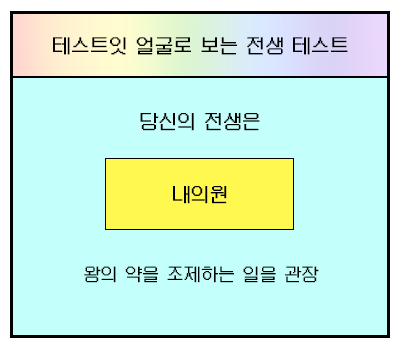 테스트잇 얼굴로 보는 전생 테스트
당신의 전생은
내의원
왕의 약을 조제하는 일을 관장